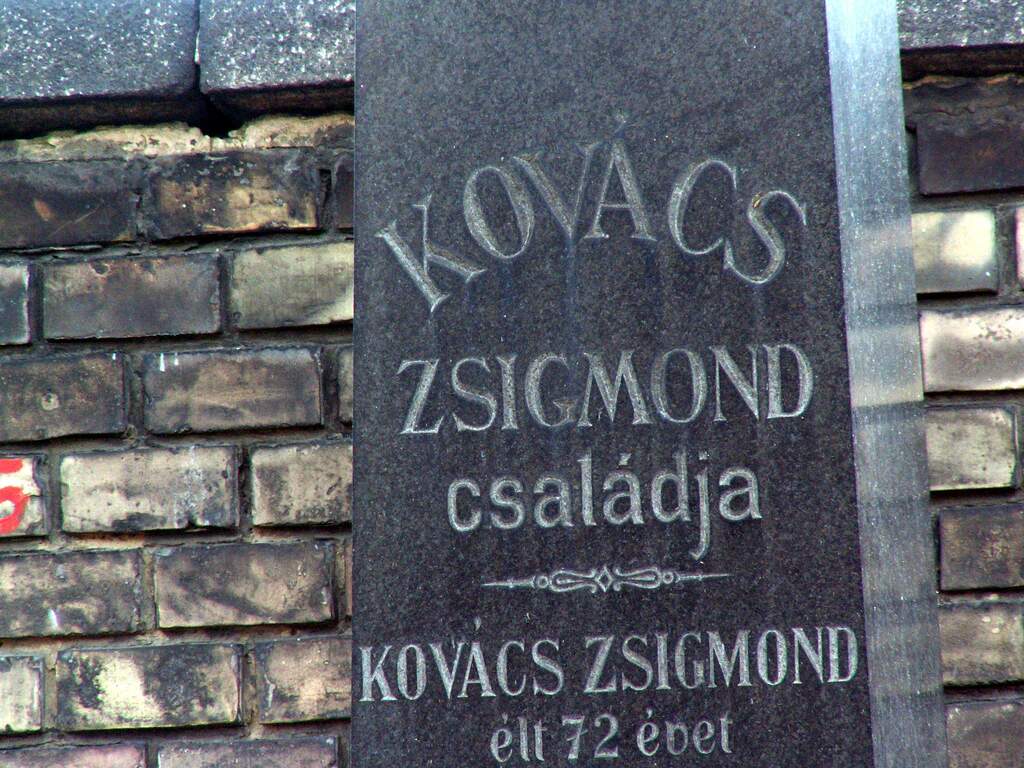 KOVÁCS
ZSIGMOND
családja
KOVÁCS ZSIGMOND
élt 72 évet